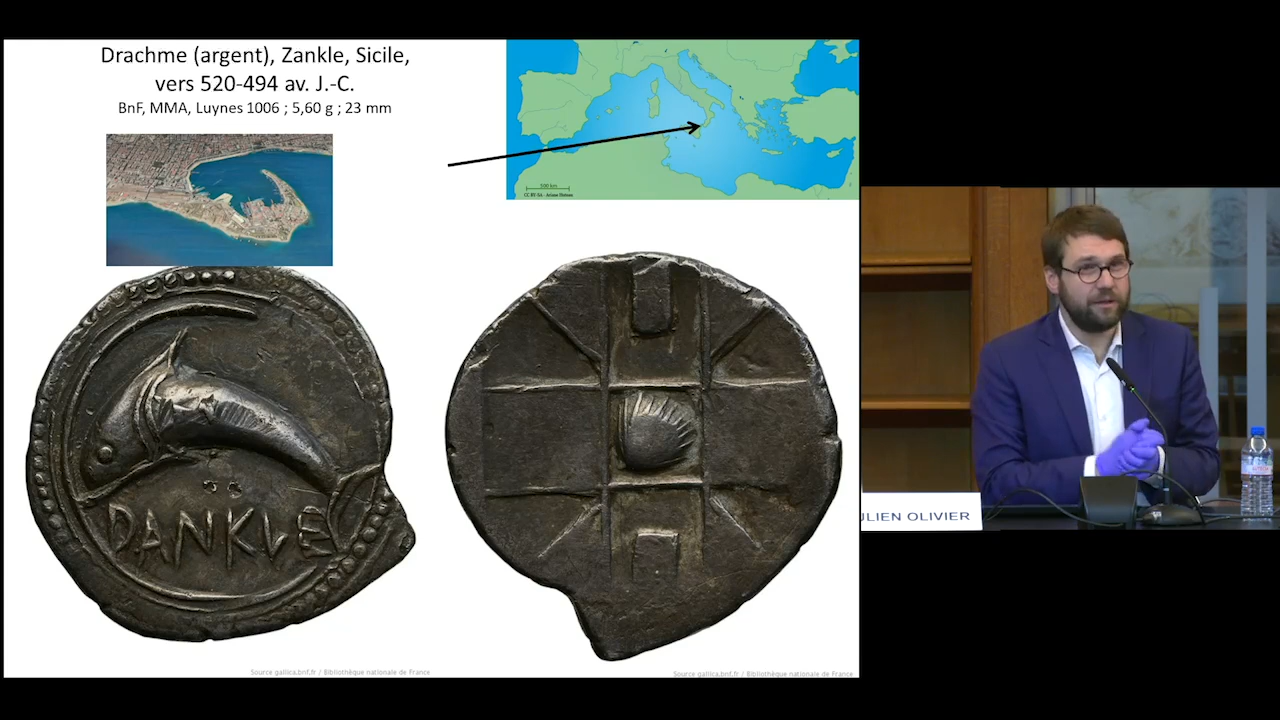 Drachme (argent), Zankle, Sicile,
vers 520-494 av. J.-C.
BnF, MMA, Luynes 1006 ; 5,60 g ; 23 mm
DANKLE
Source gallica.bnf.fr / Bibliothèque nationale de France
Source gallica.bnf.fr / Bibliothèque nationale de France
ULIEN OLIVIER